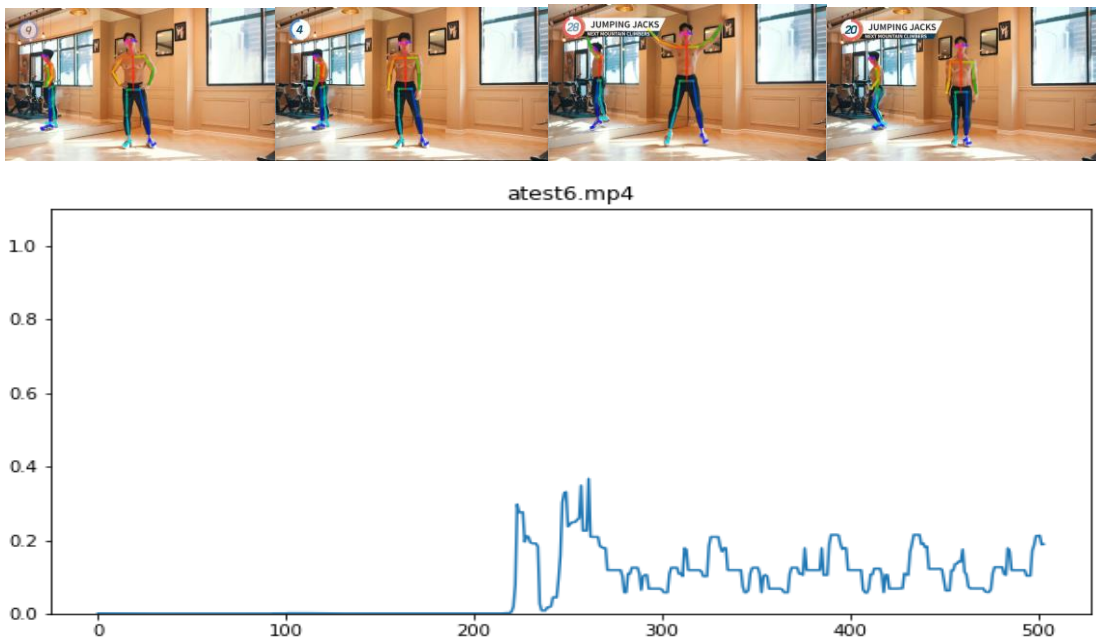 9
4
28
JUMPING JACKS
NEXT MOUNTAIN CLIMBERS
20
JUMPING JACKS
NEXT MOUNTAIN CLIMBERS
atest6.mp4
1.0
0.8
0.6
0.4
0.2
0.0
0 100 200 300 400 500